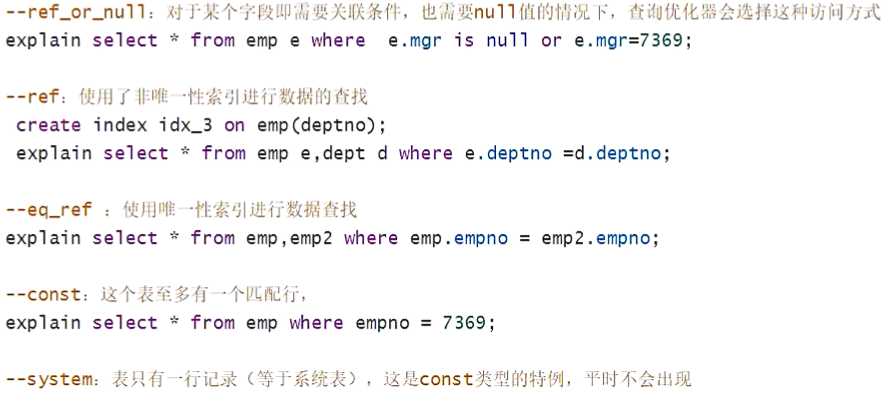 --ref_or_null：对于某个字段即需要关联条件，也需要null值的情况下，查询优化器会选择这种访问方式
explain select * from emp e where  e.mgr is null or e.mgr=7369;
--ref：使用了非唯一性索引进行数据的查找
create index idx_3 on emp(deptno);
explain select * from emp e,dept d where e.deptno =d.deptno;
--eq_ref ：使用唯一性索引进行数据查找
explain select * from emp,emp2 where emp.empno = emp2.empno;
--const：这个表至多有一个匹配行，
explain select * from emp where empno = 7369;
--system：表只有一行记录（等于系统表），这是const类型的特例，平时不会出现